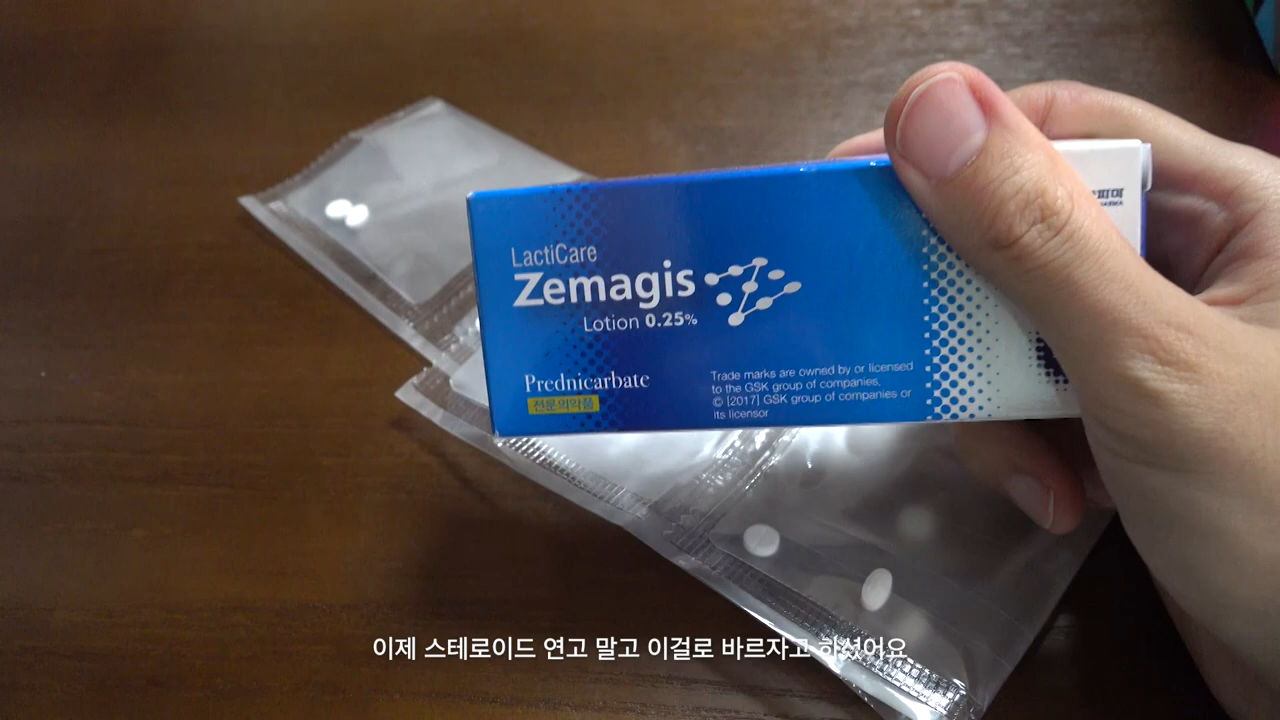 LactiCare
Zemagis
Lotion 0.25%
Prednicarbate
전문의약품
Trade marks are owned by or licensed
to the GSK group of companies.
© [2017] GSK group of companies or
its licensor
이제 스테로이드 연고 말고 이걸로 바르자고 하셨어요